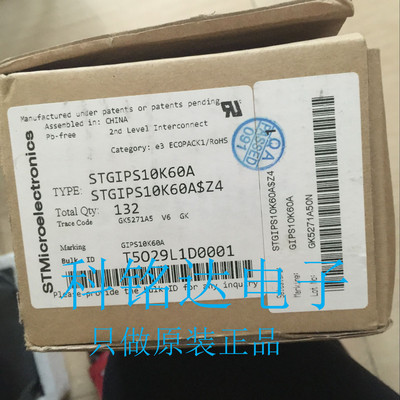 Manufactured under patents or patents pending
Assembled in: CHINA
Pb-free
2nd Level Interconnect
Category: e3 ECOPACK1/RoHS
STMicroelectronics
TYPE:
STGIPS10K60A
STGIPS10K60A$Z4
Total Qty: 132
Trace Code GK5271A5 V6 GK
Marking GIPS10K60A
Bulk ID T5O29L1D0001
Please provide the Bulk ID for any inquiry
QA
PASSED
091
STGIPS10K60A$Z4
GIPS10K60A
GK5271A50N
Marking:
科铭达电子
只做原装正品